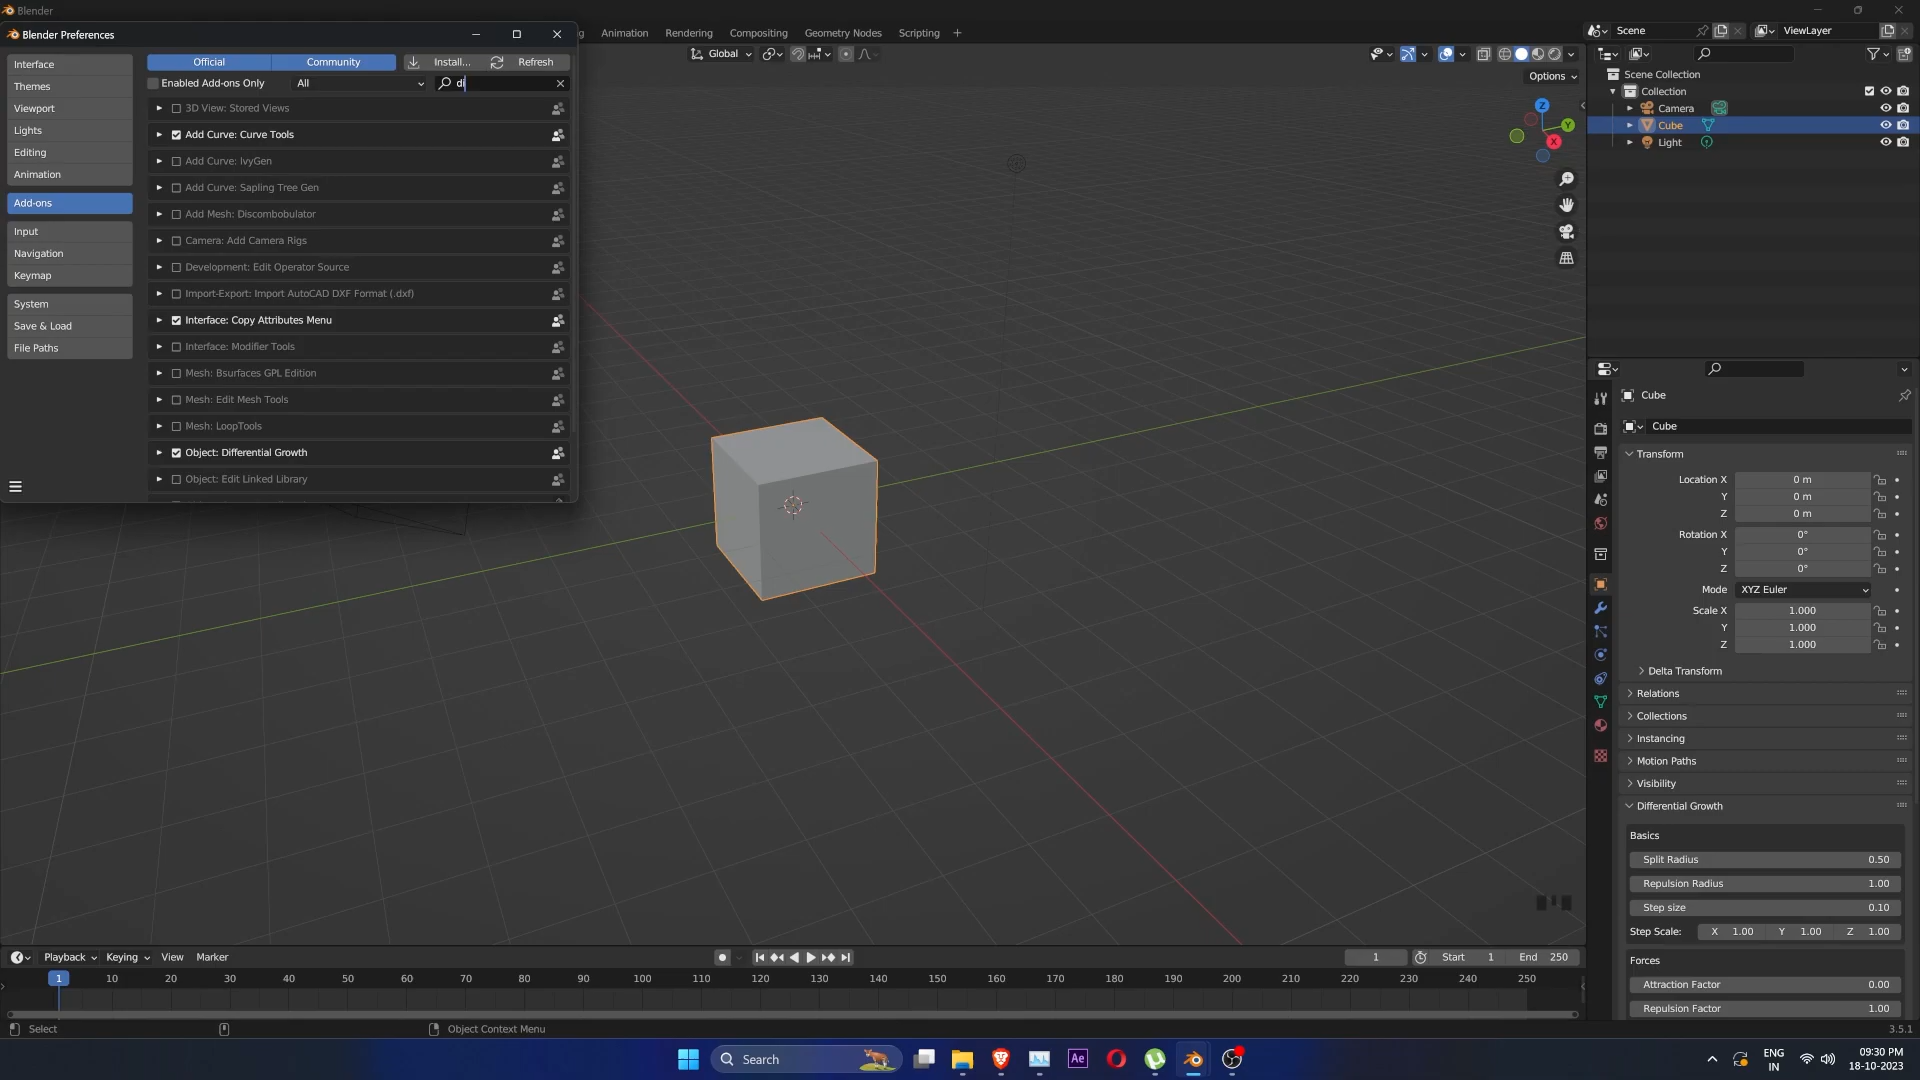 Blender
Blender Preferences
Animation
Rendering
Compositing
Geometry Nodes
Scripting
Scene
ViewLayer
Interface
Themes
Viewport
Lights
Editing
Animation
Add-ons
Input
Navigation
Keymap
System
Save & Load
File Paths
Official
Community
Install...
Refresh
Enabled Add-ons Only
All
di
3D View: Stored Views
Add Curve: Curve Tools
Add Curve: IvyGen
Add Curve: Sapling Tree Gen
Add Mesh: Discombobulator
Camera: Add Camera Rigs
Development: Edit Operator Source
Import-Export: Import AutoCAD DXF Format (.dxf)
Interface: Copy Attributes Menu
Interface: Modifier Tools
Mesh: Bsurfaces GPL Edition
Mesh: Edit Mesh Tools
Mesh: LoopTools
Object: Differential Growth
Object: Edit Linked Library
Global
Options
Z
Y
X
Scene Collection
Collection
Camera
Cube
Light
Cube
Cube
Transform
Location X 0 m
Y 0 m
Z 0 m
Rotation X 0°
Y 0°
Z 0°
Mode XYZ Euler
Scale X 1.000
Y 1.000
Z 1.000
Delta Transform
Relations
Collections
Instancing
Motion Paths
Visibility
Differential Growth
Basics
Split Radius 0.50
Repulsion Radius 1.00
Step size 0.10
Step Scale: X 1.00 Y 1.00 Z 1.00
Forces
Attraction Factor 0.00
Repulsion Factor 1.00
Playback Keying View Marker
1 Start 1 End 250
1 10 20 30 40 50 60 70 80 90 100 110 120 130 140 150 160 170 180 190 200 210 220 230 240 250
Select
Object Context Menu
3.5.1
Search
Ae
ENG
IN
09:30 PM
18-10-2023